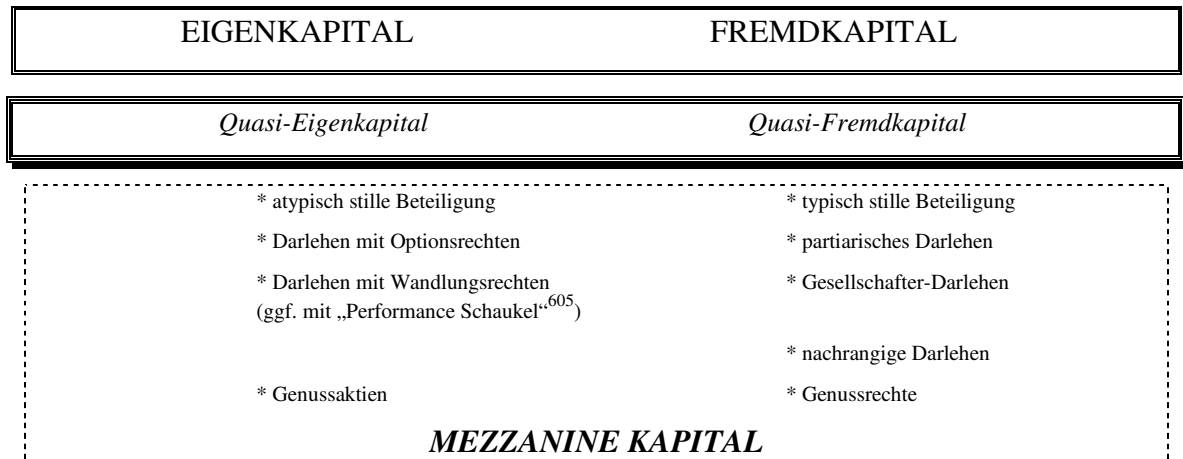 EIGENKAPITAL FREMDKAPITAL
Quasi-Eigenkapital Quasi-Fremdkapital
* atypisch stille Beteiligung * typisch stille Beteiligung
* Darlehen mit Optionsrechten * partiarisches Darlehen
* Darlehen mit Wandlungsrechten * Gesellschafter-Darlehen
(ggf. mit „Performance Schaukel“605)
* nachrangige Darlehen
* Genussaktien * Genussrechte
MEZZANINE KAPITAL